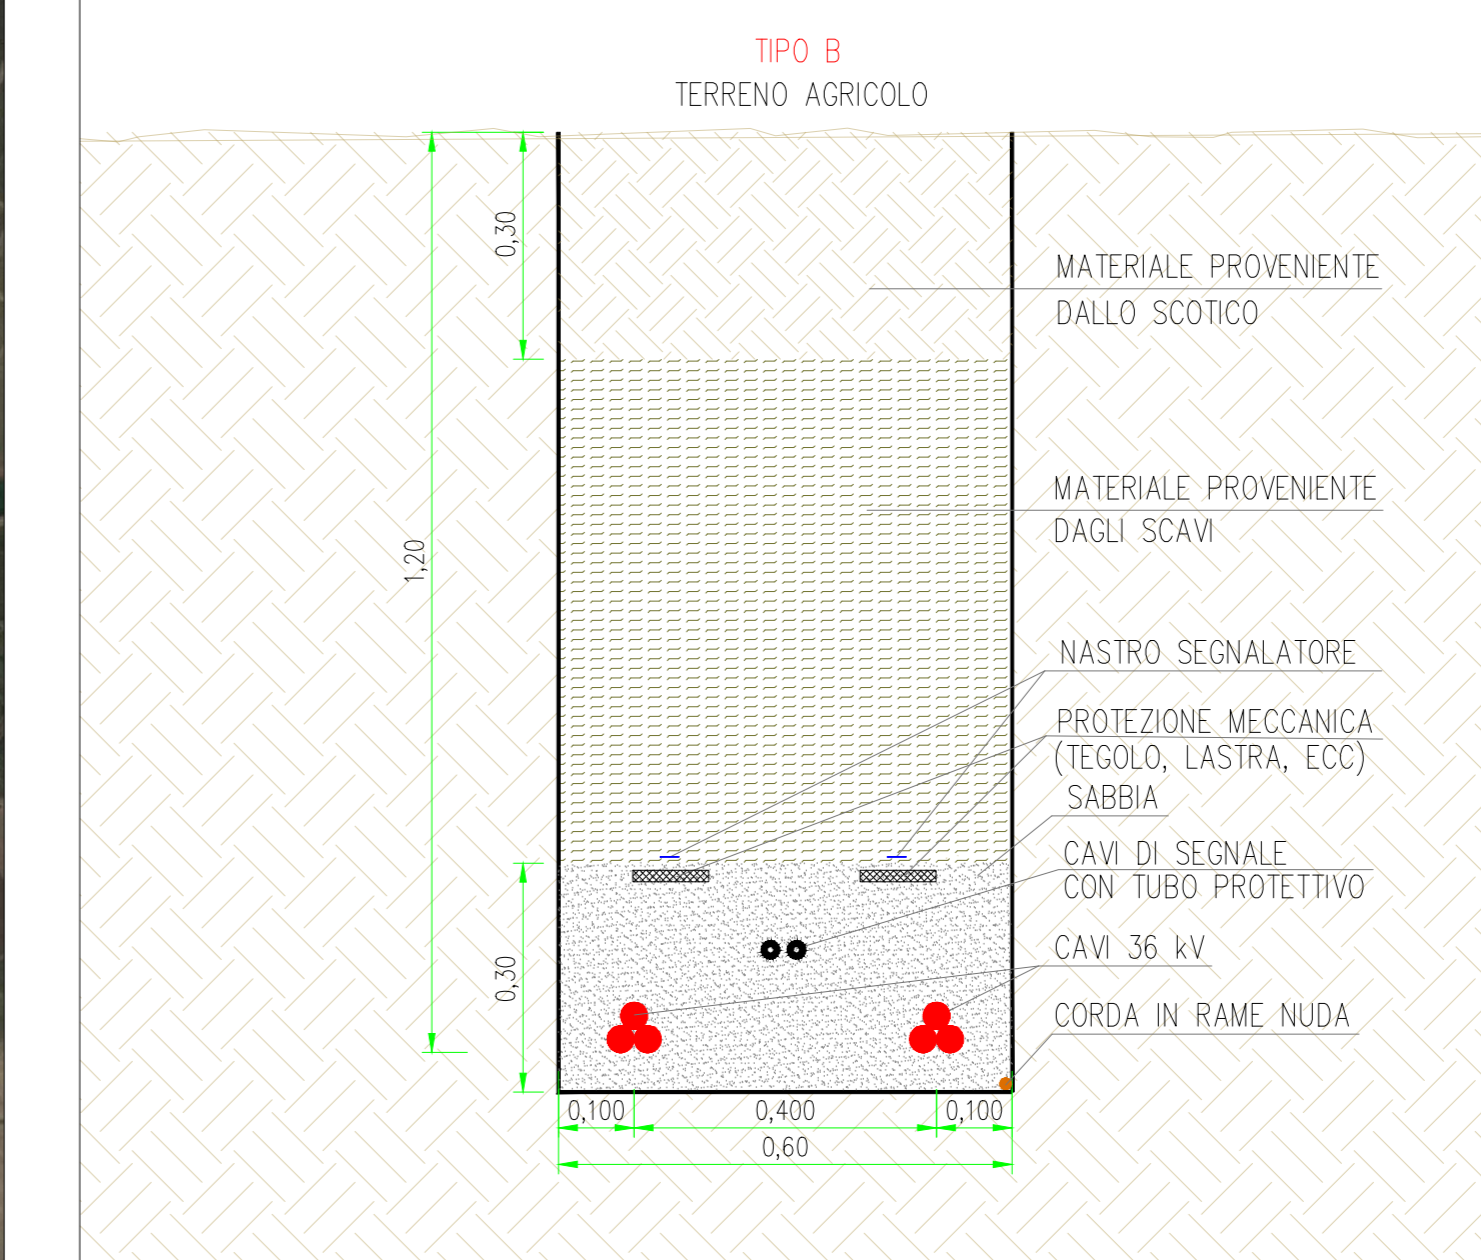 TIPO B
TERRENO AGRICOLO
0,30
MATERIALE PROVENIENTE
DALLO SCOTICO
1,20
MATERIALE PROVENIENTE
DAGLI SCAVI
NASTRO SEGNALATORE
PROTEZIONE MECCANICA
(TEGOLO, LASTRA, ECC)
SABBIA
CAVI DI SEGNALE
CON TUBO PROTETTIVO
0,30
CAVI 36 kV
CORDA IN RAME NUDA
0,100 0,400 0,100
0,60